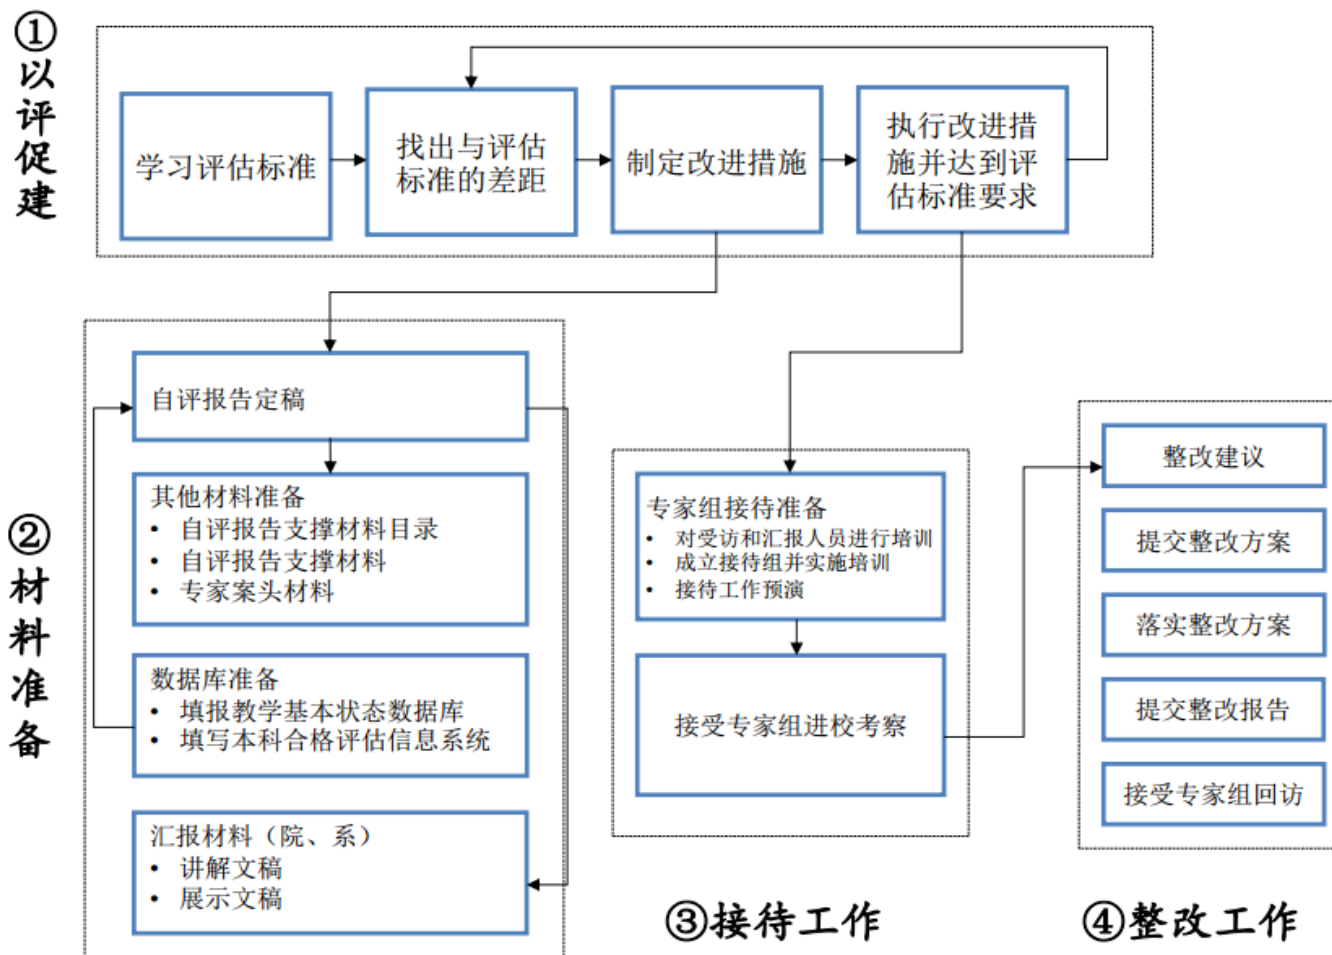 ①以评促建
学习评估标准
找出与评估
标准的差距
制定改进措施
执行改进措
施并达到评
估标准要求
②材料准备
自评报告定稿
其他材料准备
• 自评报告支撑材料目录
• 自评报告支撑材料
• 专家案头材料
数据库准备
• 填报教学基本状态数据库
• 填写本科合格评估信息系统
汇报材料（院、系）
• 讲解文稿
• 展示文稿
专家组接待准备
• 对受访和汇报人员进行培训
• 成立接待组并实施培训
• 接待工作预演
接受专家组进校考察
③接待工作
整改建议
提交整改方案
落实整改方案
提交整改报告
接受专家组回访
④整改工作